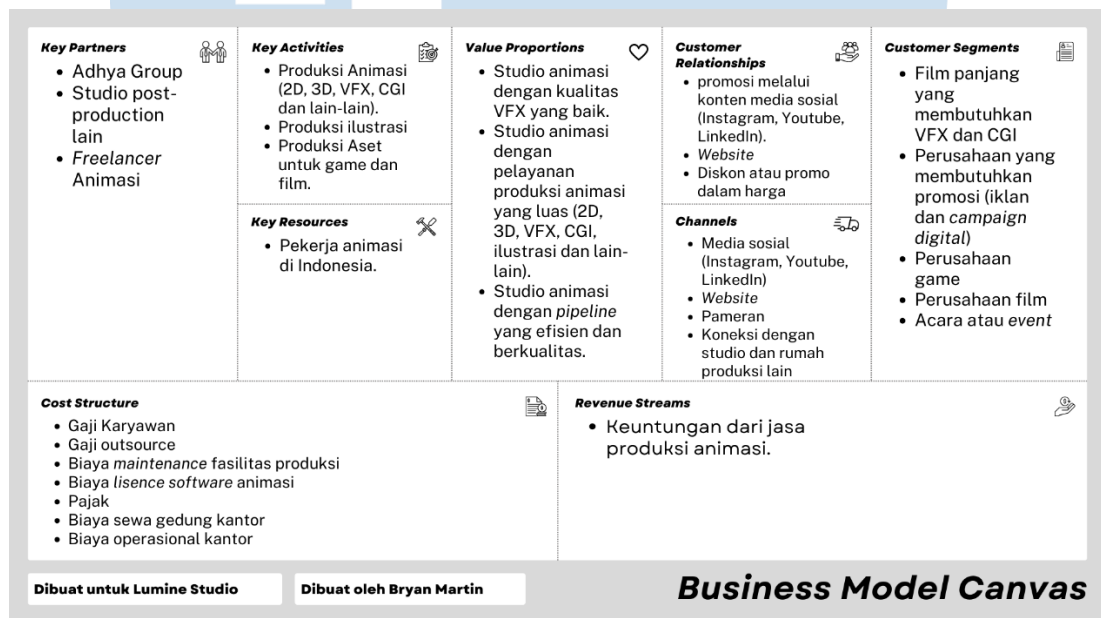 Key Partners
• Adhya Group
• Studio post-
production
lain
• Freelancer
Animasi
Key Activities
• Produksi Animasi
(2D, 3D, VFX, CGI
dan lain-lain).
• Produksi ilustrasi
• Produksi Aset
untuk game dan
film.
Key Resources
• Pekerja animasi
di Indonesia.
Value Proportions
• Studio animasi
dengan kualitas
VFX yang baik.
• Studio animasi
dengan
pelayanan
produksi animasi
yang luas (2D,
3D, VFX, CGI,
ilustrasi dan lain-
lain).
• Studio animasi
dengan pipeline
yang efisien dan
berkualitas.
Customer
Relationships
• promosi melalui
konten media sosial
(Instagram, Youtube,
LinkedIn).
• Website
• Diskon atau promo
dalam harga
Channels
• Media sosial
(Instagram, Youtube,
LinkedIn)
• Website
• Pameran
• Koneksi dengan
studio dan rumah
produksi lain
Customer Segments
• Film panjang
yang
membutuhkan
VFX dan CGI
• Perusahaan yang
membutuhkan
promosi (iklan
dan campaign
digital)
• Perusahaan
game
• Perusahaan film
• Acara atau event
Cost Structure
• Gaji Karyawan
• Gaji outsource
• Biaya maintenance fasilitas produksi
• Biaya lisence software animasi
• Pajak
• Biaya sewa gedung kantor
• Biaya operasional kantor
Revenue Streams
• Keuntungan dari jasa
produksi animasi.
Dibuat untuk Lumine Studio
Dibuat oleh Bryan Martin
Business Model Canvas